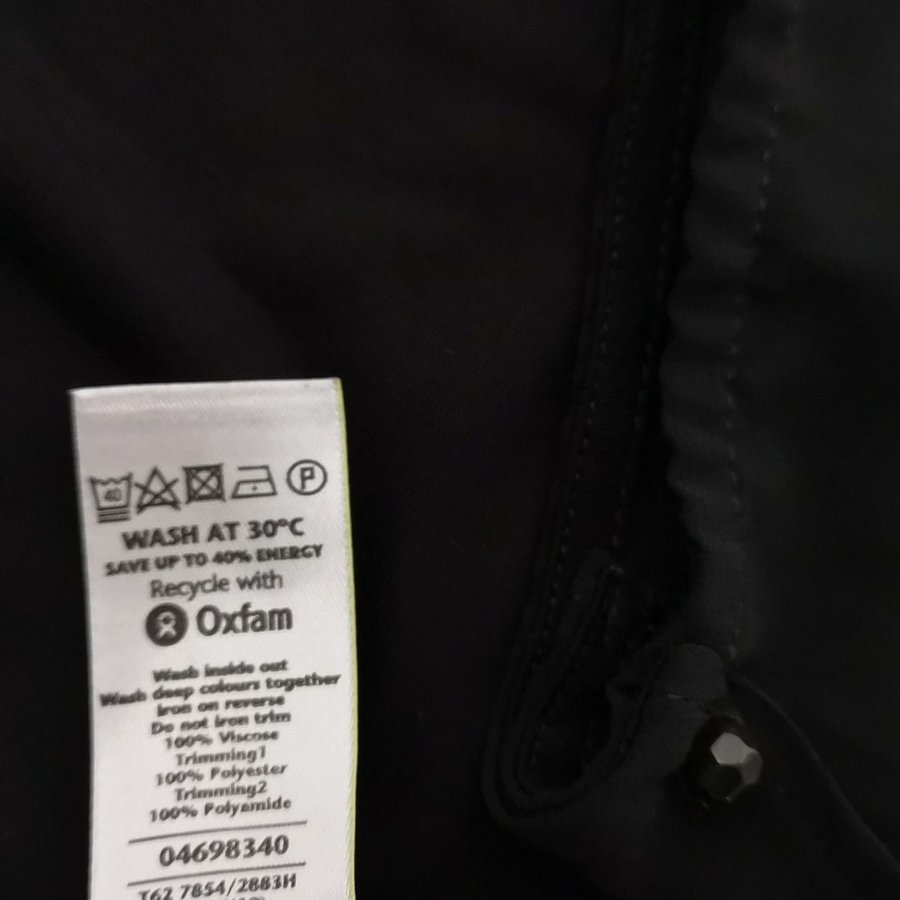 40 P
WASH AT 30°C
SAVE UP TO 40% ENERGY
Recycle with
Oxfam
Wash inside out
Wash deep colours together
Iron on reverse
Do not iron trim
100% Viscose
Trimming1
100% Polyester
Trimming2
100% Polyamide
04698340
T62 7854/2883H